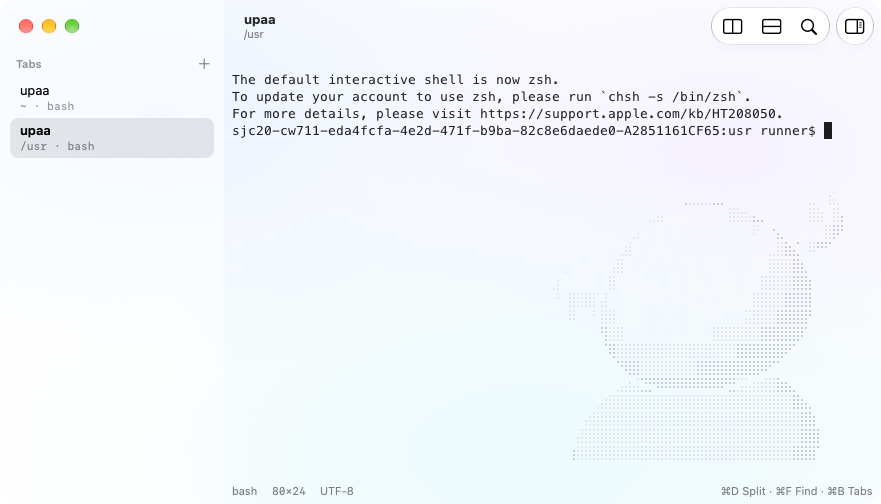 upaa
/usr
Tabs
upaa
~ · bash
upaa
/usr · bash
The default interactive shell is now zsh.
To update your account to use zsh, please run `chsh -s /bin/zsh`.
For more details, please visit https://support.apple.com/kb/HT208050.
sjc20-cw711-eda4fcfa-4e2d-471f-b9ba-82c8e6daede0-A2851161CF65:usr runner$
bash 80×24 UTF-8
⌘D Split · ⌘F Find · ⌘B Tabs